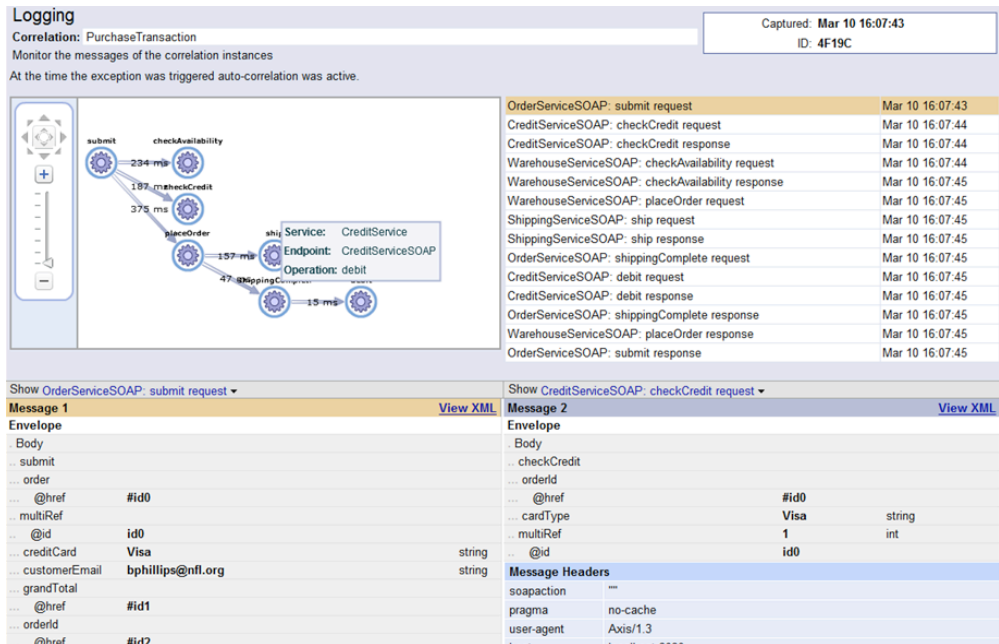 Logging
Correlation: PurchaseTransaction
Monitor the messages of the correlation instances
At the time the exception was triggered auto-correlation was active.
Captured: Mar 10 16:07:43
ID: 4F19C
submit
checkAvailability
234 ms
187 ms
checkCredit
375 ms
placeOrder
157 ms
47
15 ms
Service: CreditService
Endpoint: CreditServiceSOAP
Operation: debit
OrderServiceSOAP: submit request Mar 10 16:07:43
CreditServiceSOAP: checkCredit request Mar 10 16:07:44
CreditServiceSOAP: checkCredit response Mar 10 16:07:44
WarehouseServiceSOAP: checkAvailability request Mar 10 16:07:44
WarehouseServiceSOAP: checkAvailability response Mar 10 16:07:45
WarehouseServiceSOAP: placeOrder request Mar 10 16:07:45
ShippingServiceSOAP: ship request Mar 10 16:07:45
ShippingServiceSOAP: ship response Mar 10 16:07:45
OrderServiceSOAP: shippingComplete request Mar 10 16:07:45
CreditServiceSOAP: debit request Mar 10 16:07:45
CreditServiceSOAP: debit response Mar 10 16:07:45
OrderServiceSOAP: shippingComplete response Mar 10 16:07:45
WarehouseServiceSOAP: placeOrder response Mar 10 16:07:45
OrderServiceSOAP: submit response Mar 10 16:07:45
Show OrderServiceSOAP: submit request
Message 1 View XML
Envelope
. Body
.. submit
... order
... @href #id0
.. multiRef
.. @id id0
... creditCard Visa string
... customerEmail bphillips@nfl.org string
... grandTotal
... @href #id1
... orderId
... @href #id2
Show CreditServiceSOAP: checkCredit request
Message 2 View XML
Envelope
. Body
.. checkCredit
... orderId
... @href #id0
... cardType Visa string
.. multiRef 1 int
.. @id id0
Message Headers
soapaction ""
pragma no-cache
user-agent Axis/1.3